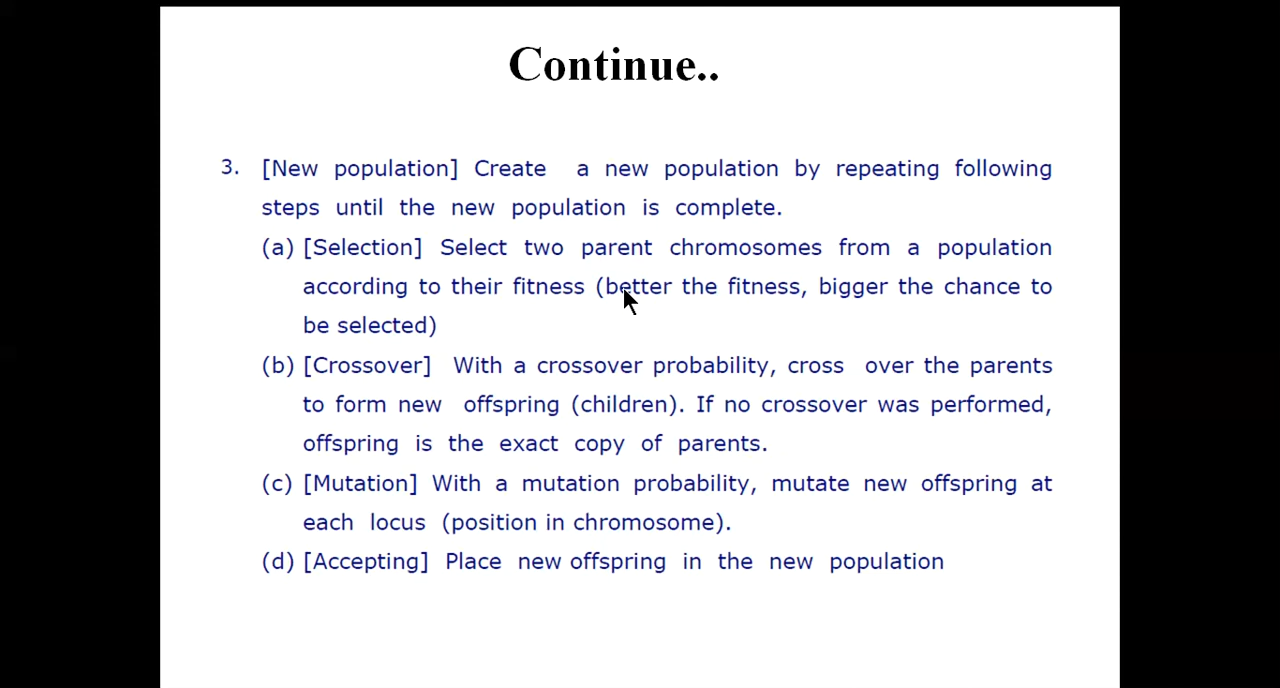 Continue..
3. [New population] Create a new population by repeating following
steps until the new population is complete.
(a) [Selection] Select two parent chromosomes from a population
according to their fitness (better the fitness, bigger the chance to
be selected)
(b) [Crossover] With a crossover probability, cross over the parents
to form new offspring (children). If no crossover was performed,
offspring is the exact copy of parents.
(c) [Mutation] With a mutation probability, mutate new offspring at
each locus (position in chromosome).
(d) [Accepting] Place new offspring in the new population